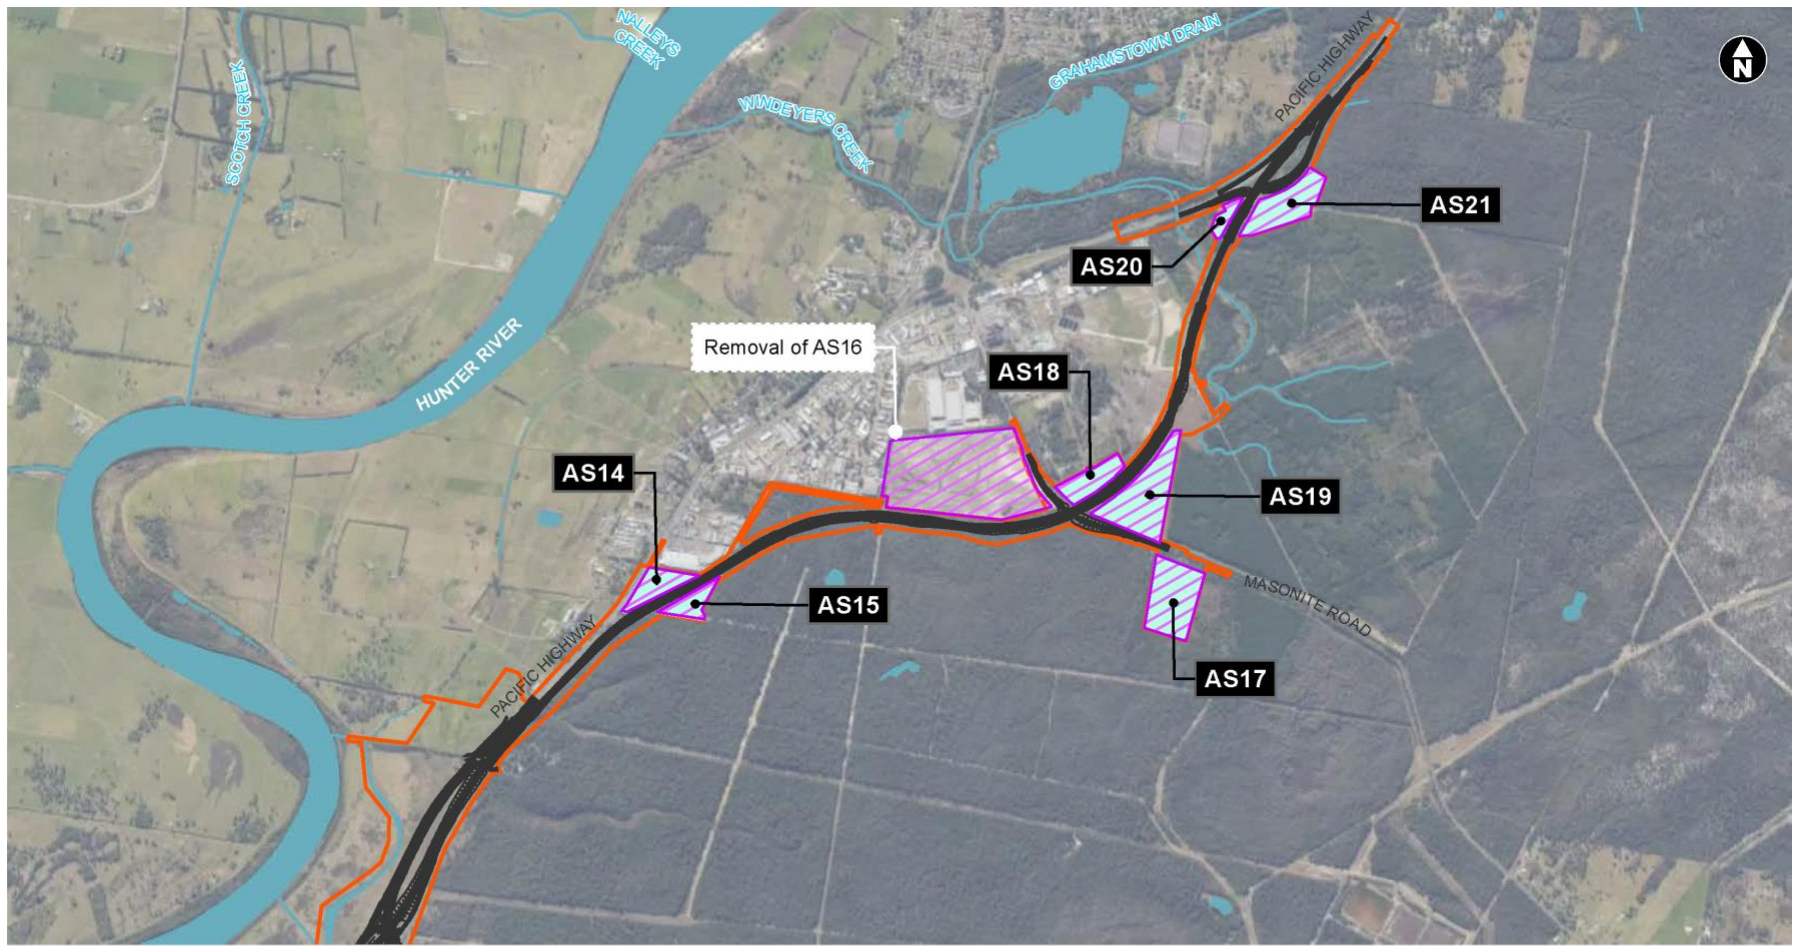 NALLEYS
CREEK
SCOTCH CREEK
WINDEYERS CREEK
GRAHAMSTOWN DRAIN
PACIFIC HIGHWAY
N
AS21
AS20
HUNTER RIVER
Removal of AS16
AS18
AS14
AS19
AS15
MASONITE ROAD
PACIFIC HIGHWAY
AS17